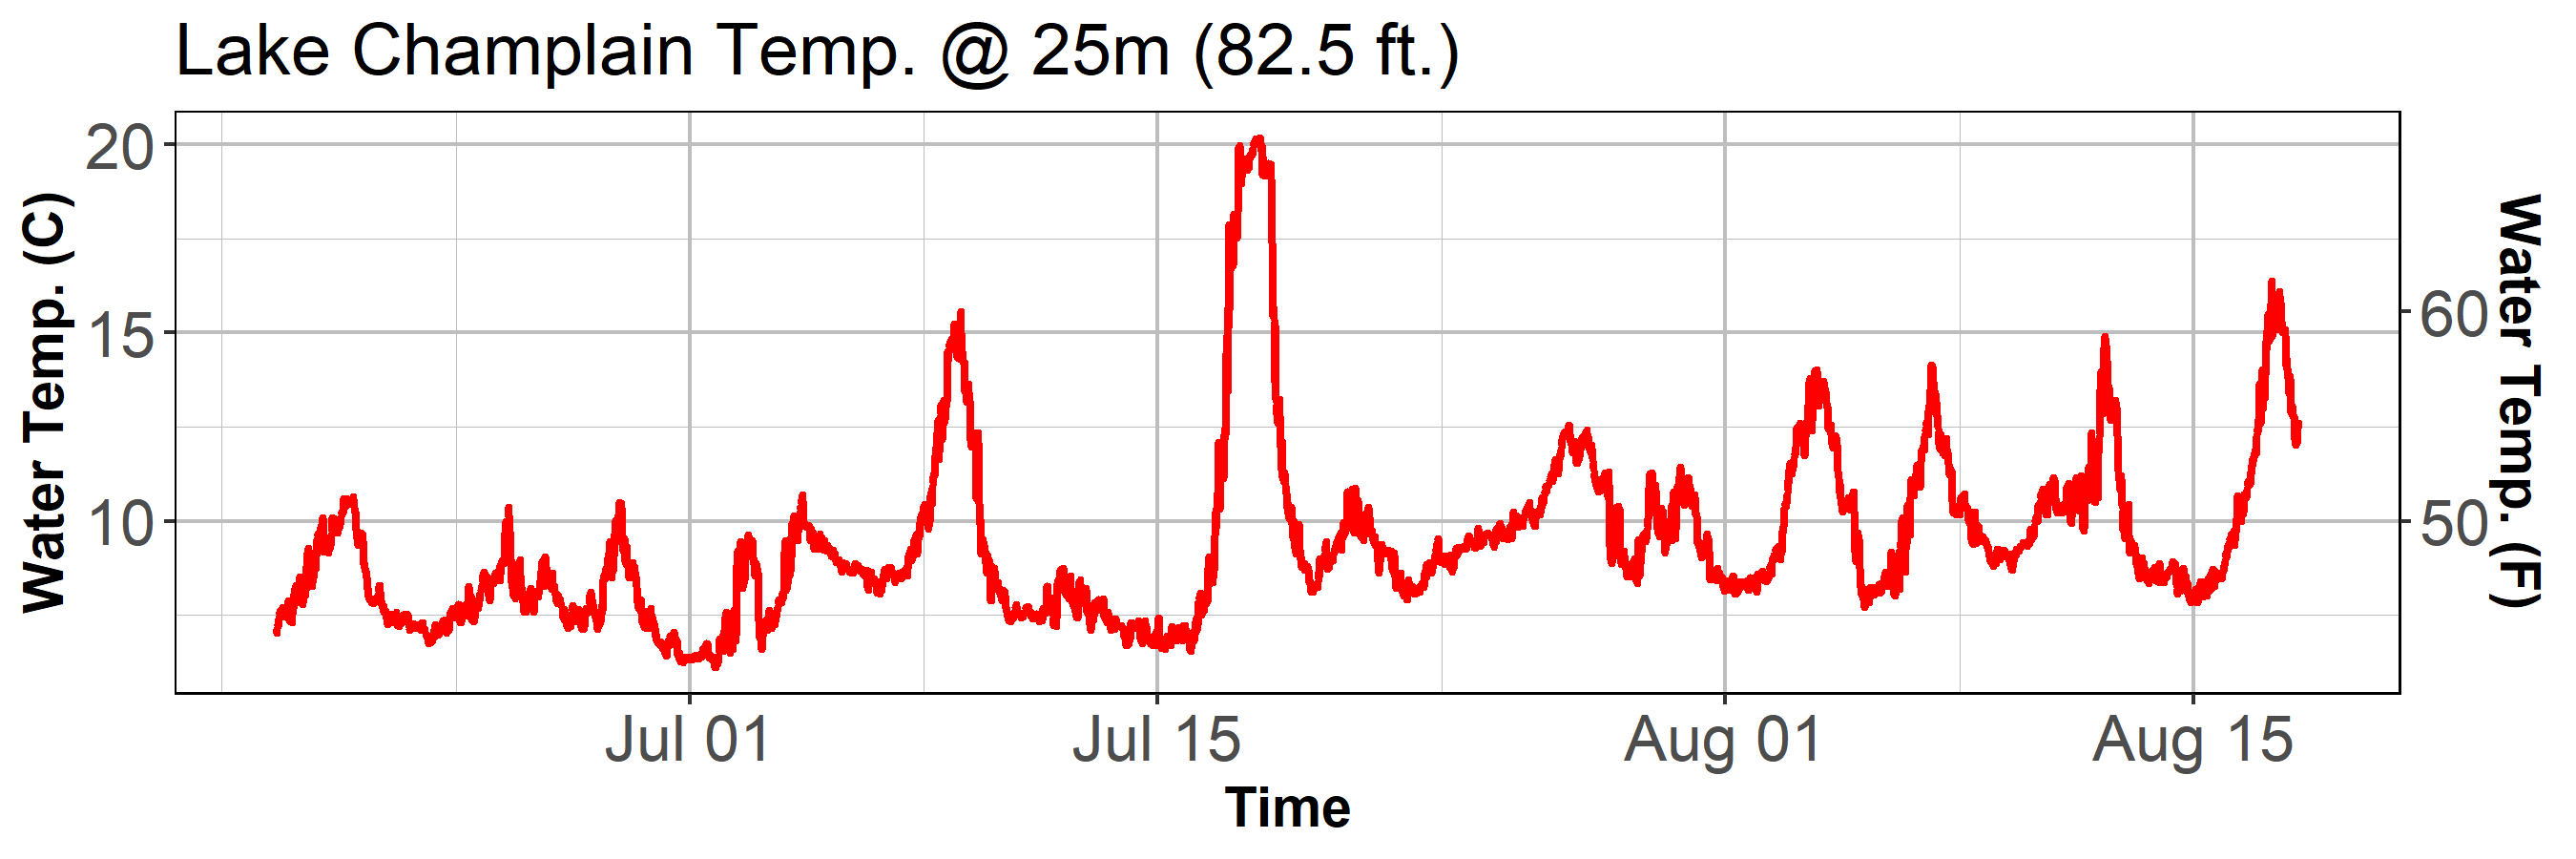 Lake Champlain Temp. @ 25m (82.5 ft.)
Water Temp. (C)
20
15
10
60
50
Water Temp. (F)
Jul 01 Jul 15 Aug 01 Aug 15
Time